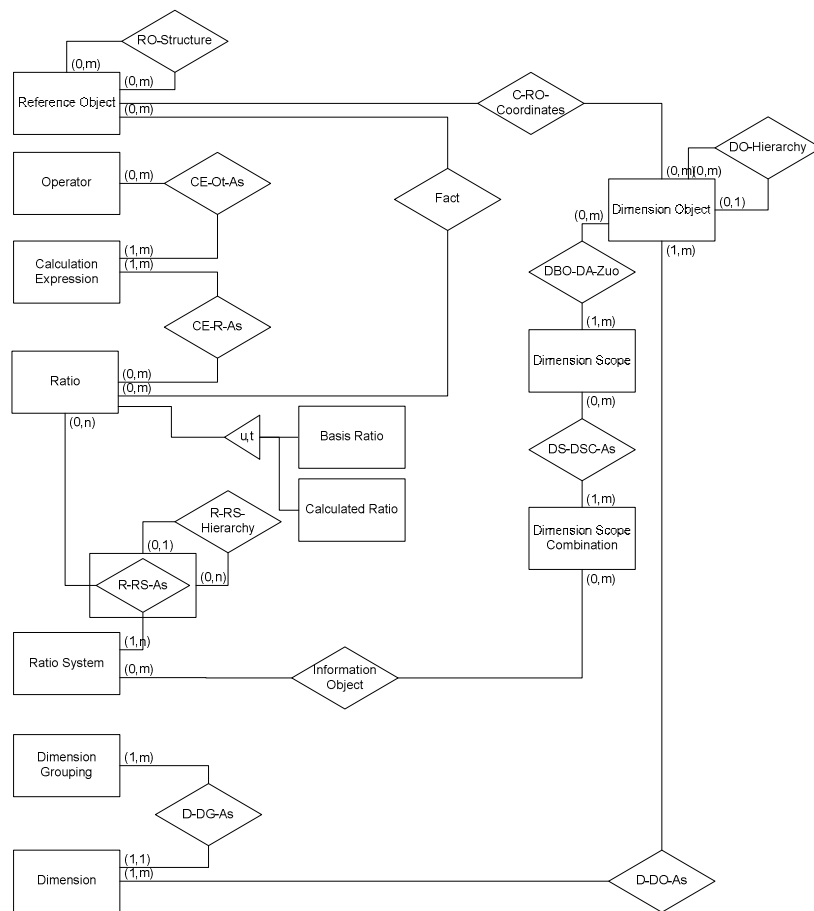 RO-Structure
(0,m)
(0,m)
Reference Object
(0,m)
C-RO-
Coordinates
DO-Hierarchy
Operator
(0,m)
CE-Ot-As
Fact
(0,m)
(0,m)
Dimension Object
(0,1)
(0,m)
(1,m)
(1,m)
Calculation
Expression
(1,m)
DBO-DA-Zuo
CE-R-As
(1,m)
Dimension Scope
(0,m)
Ratio
(0,m)
(0,m)
(0,n)
u,t
Basis Ratio
DS-DSC-As
Calculated Ratio
(1,m)
R-RS-
Hierarchy
Dimension Scope
Combination
(0,1)
(0,n)
R-RS-As
(0,m)
(1,n)
Ratio System
(0,m)
Information
Object
Dimension
Grouping
(1,m)
D-DG-As
(1,1)
Dimension
(1,m)
D-DO-As